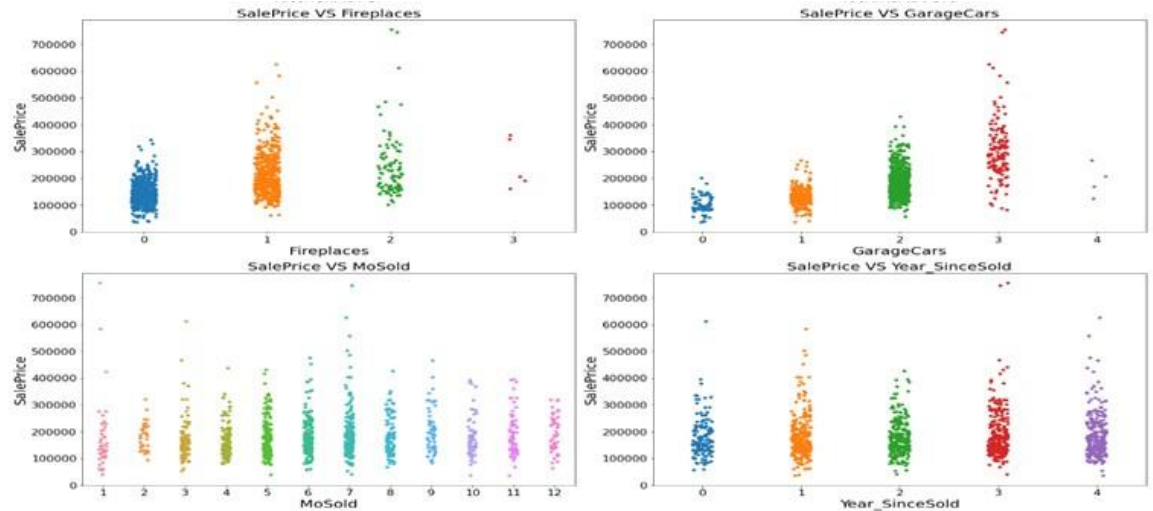 SalePrice VS Fireplaces
700000
600000
500000
400000
300000
200000
100000
0
SalePrice
0 1 2 3
Fireplaces
SalePrice VS GarageCars
700000
600000
500000
400000
300000
200000
100000
0
SalePrice
0 1 2 3 4
GarageCars
SalePrice VS MoSold
700000
600000
500000
400000
300000
200000
100000
0
SalePrice
1 2 3 4 5 6 7 8 9 10 11 12
MoSold
SalePrice VS Year_SinceSold
700000
600000
500000
400000
300000
200000
100000
0
SalePrice
0 1 2 3 4
Year_SinceSold